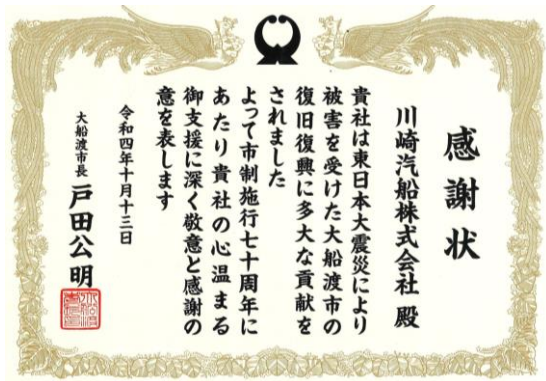 感謝状
川崎汽船株式会社 殿
貴社は東日本大震災により
被害を受けた大船渡市の
復旧復興に多大な貢献を
されました
よって市制施行七十周年に
あたり貴社の心温まる
御支援に深く敬意と感謝の
意を表します
令和四年十月十三日
大船渡市長 戸田公明